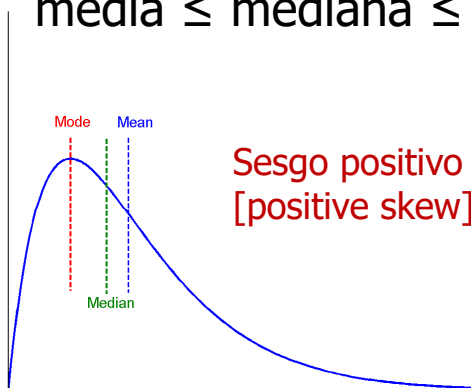 media ≤ mediana ≤
Mode Mean
Sesgo positivo
[positive skew]
Median